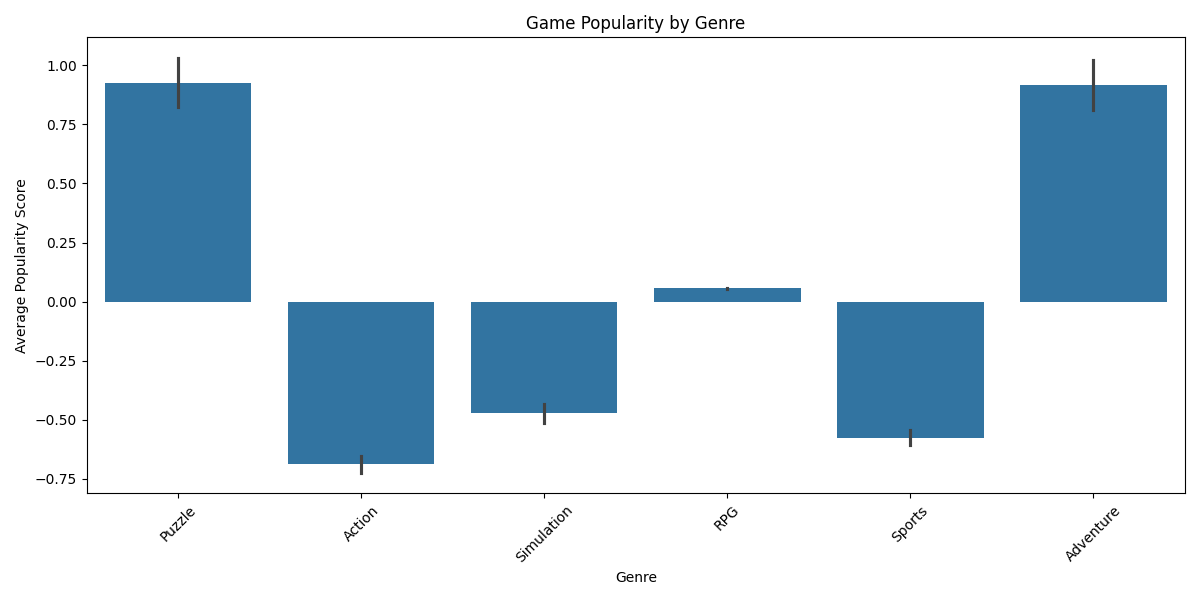 Game Popularity by Genre
Average Popularity Score
1.00
0.75
0.50
0.25
0.00
−0.25
−0.50
−0.75
Puzzle
Action
Simulation
RPG
Sports
Adventure
Genre